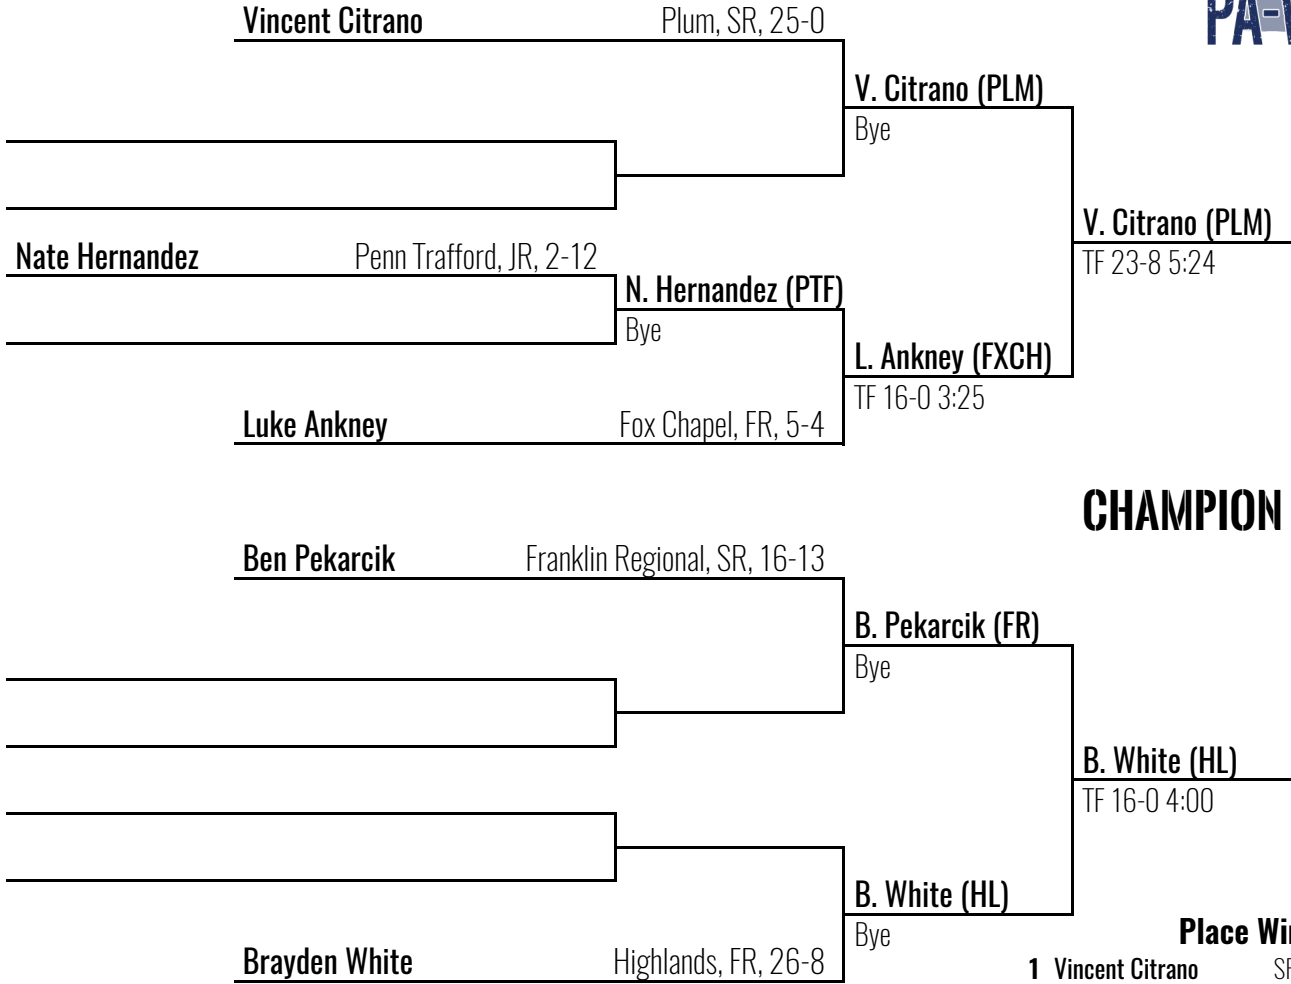 Vincent Citrano Plum, SR, 25-0
PA-
V. Citrano (PLM)
Bye
V. Citrano (PLM)
TF 23-8 5:24
Nate Hernandez Penn Trafford, JR, 2-12
N. Hernandez (PTF)
Bye
L. Ankney (FXCH)
TF 16-0 3:25
Luke Ankney Fox Chapel, FR, 5-4
CHAMPION
Ben Pekarcik Franklin Regional, SR, 16-13
B. Pekarcik (FR)
Bye
B. White (HL)
TF 16-0 4:00
B. White (HL)
Bye
Brayden White Highlands, FR, 26-8
Place Wi
1 Vincent Citrano S